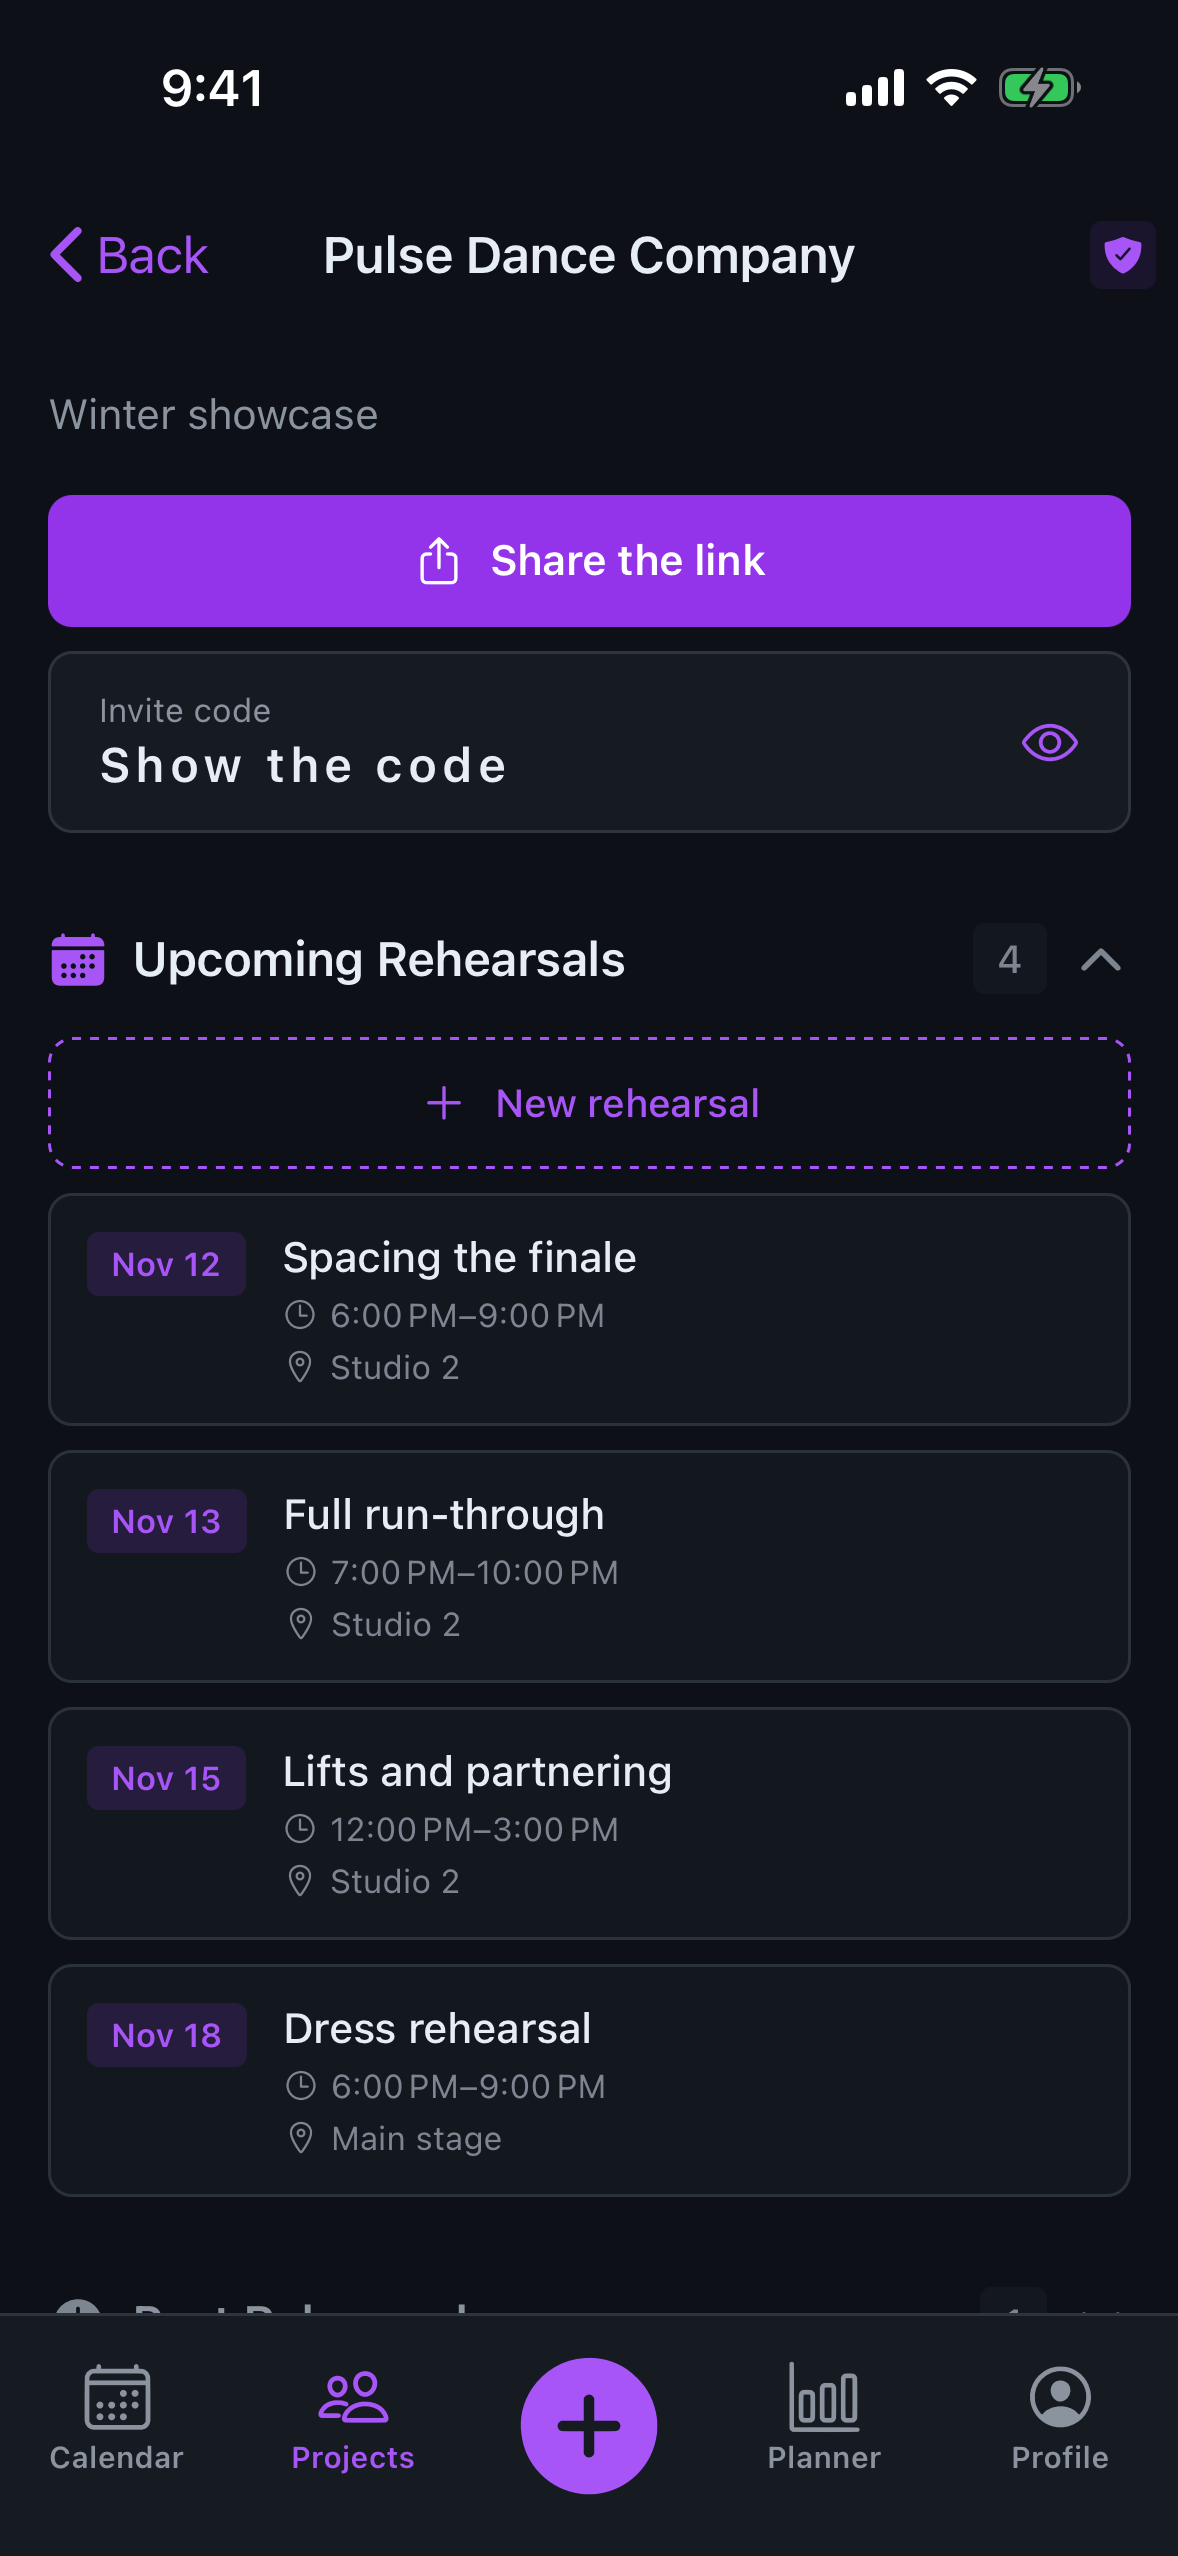 9:41
Back
Pulse Dance Company
Winter showcase
Share the link
Invite code
Show the code
Upcoming Rehearsals
4
New rehearsal
Nov 12
Spacing the finale
6:00 PM–9:00 PM
Studio 2
Nov 13
Full run-through
7:00 PM–10:00 PM
Studio 2
Nov 15
Lifts and partnering
12:00 PM–3:00 PM
Studio 2
Nov 18
Dress rehearsal
6:00 PM–9:00 PM
Main stage
Calendar
Projects
Planner
Profile